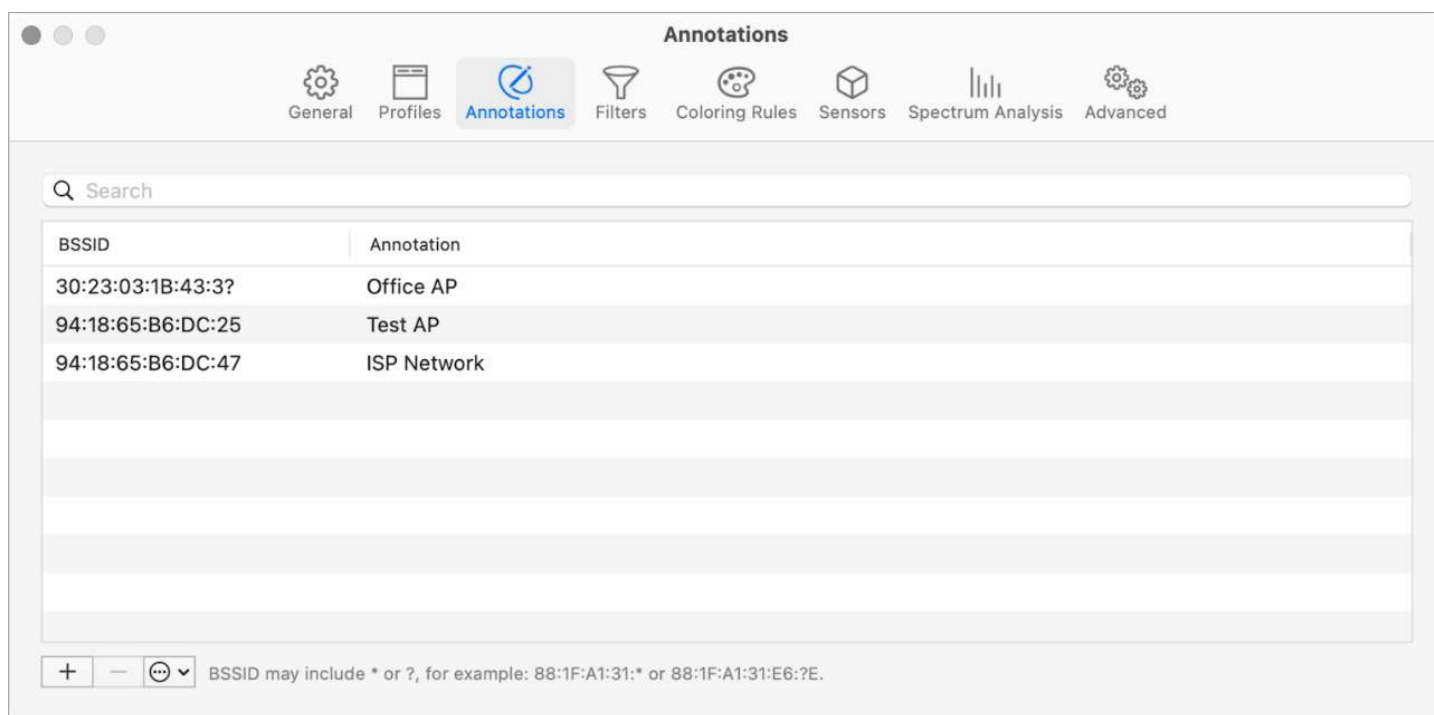 Annotations
General Profiles Annotations Filters Coloring Rules Sensors Spectrum Analysis Advanced
Search
BSSID Annotation
30:23:03:1B:43:3? Office AP
94:18:65:B6:DC:25 Test AP
94:18:65:B6:DC:47 ISP Network
BSSID may include * or ?, for example: 88:1F:A1:31:* or 88:1F:A1:31:E6:?E.